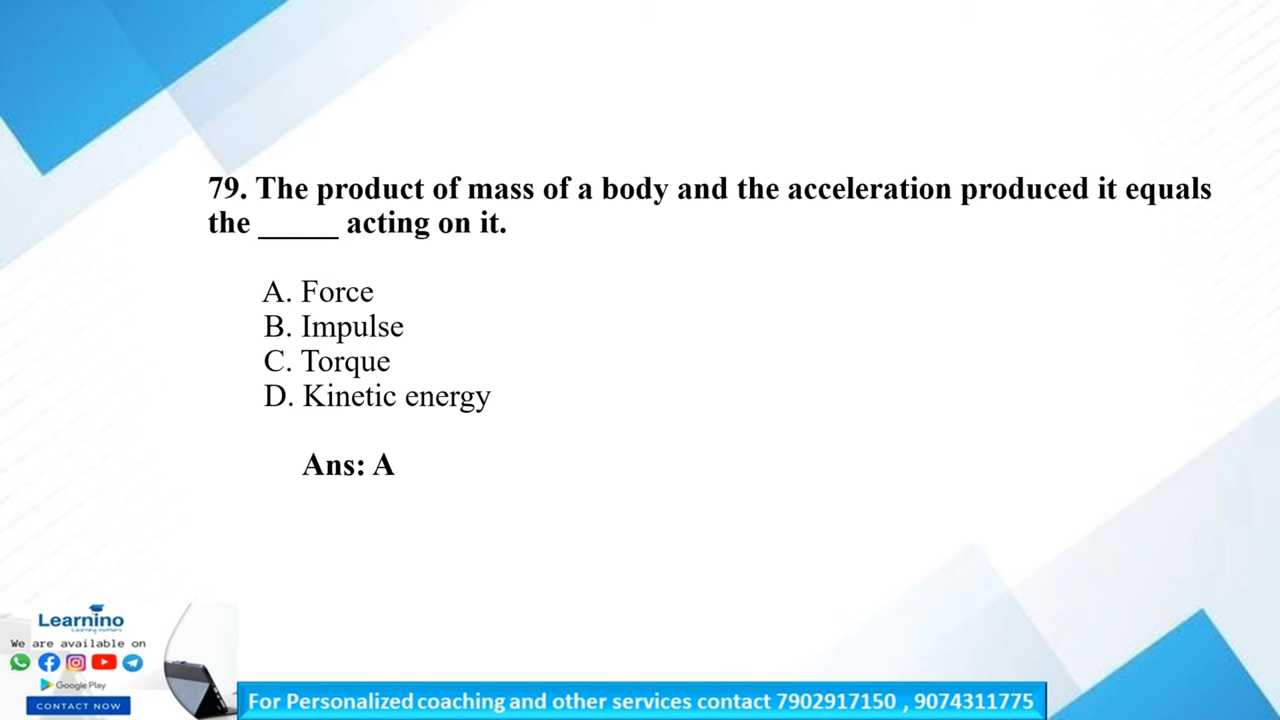 79. The product of mass of a body and the acceleration produced it equals
the _____ acting on it.
A. Force
B. Impulse
C. Torque
D. Kinetic energy
Ans: A
Learnino
Learning matters
We are available on
Google Play
CONTACT NOW
For Personalized coaching and other services contact 7902917150 , 9074311775